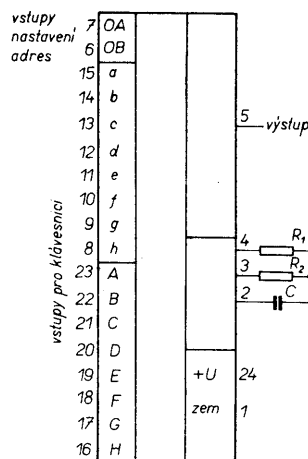 vstupy
nastavení
adres
7 OA
6 OB
15 a
14 b
13 c
12 d
11 e
10 f
9 g
8 h
23 A
22 B
21 C
20 D
19 E
18 F
17 G
16 H
vstupy pro klávesnici
5
výstup
4 R1
3 R2
2 C
+U 24
zem 1